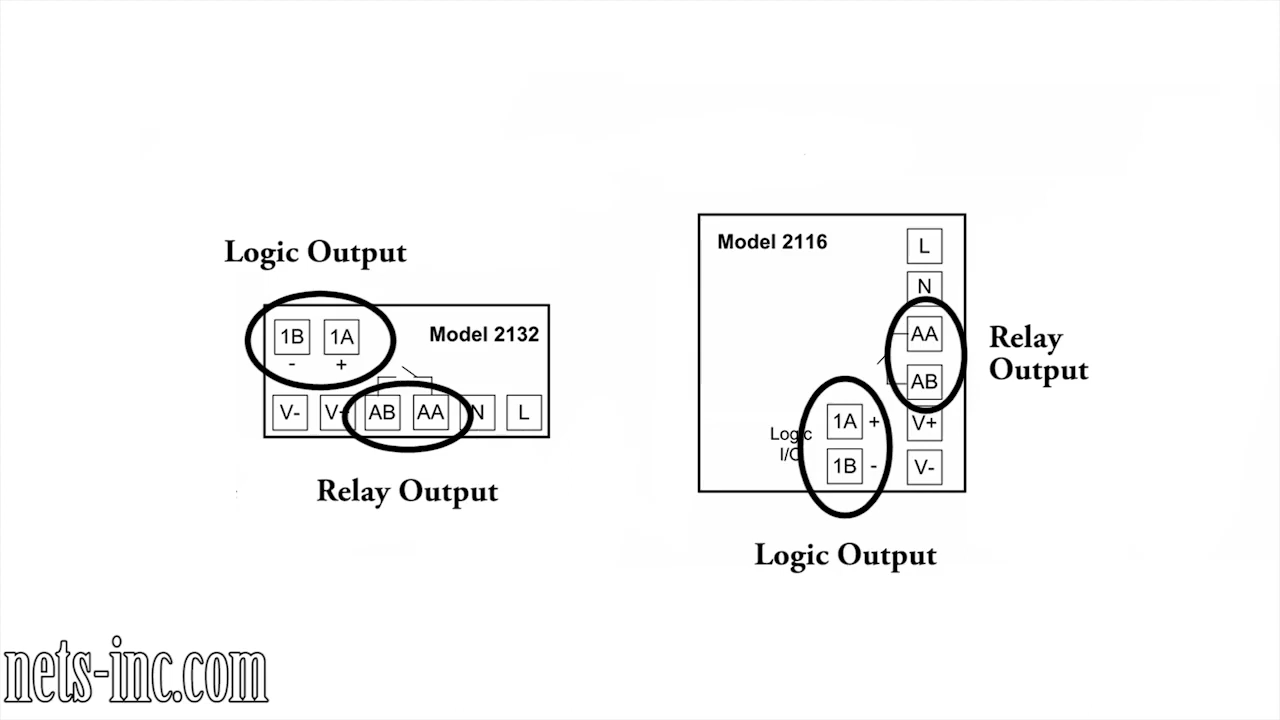 Logic Output
1B 1A Model 2132
- +
V- V+ AB AA N L
Relay Output
Model 2116
L
N
AA
AB
Relay
Output
1A + V+
Logic
I/O
1B - V-
Logic Output
nets-inc.com